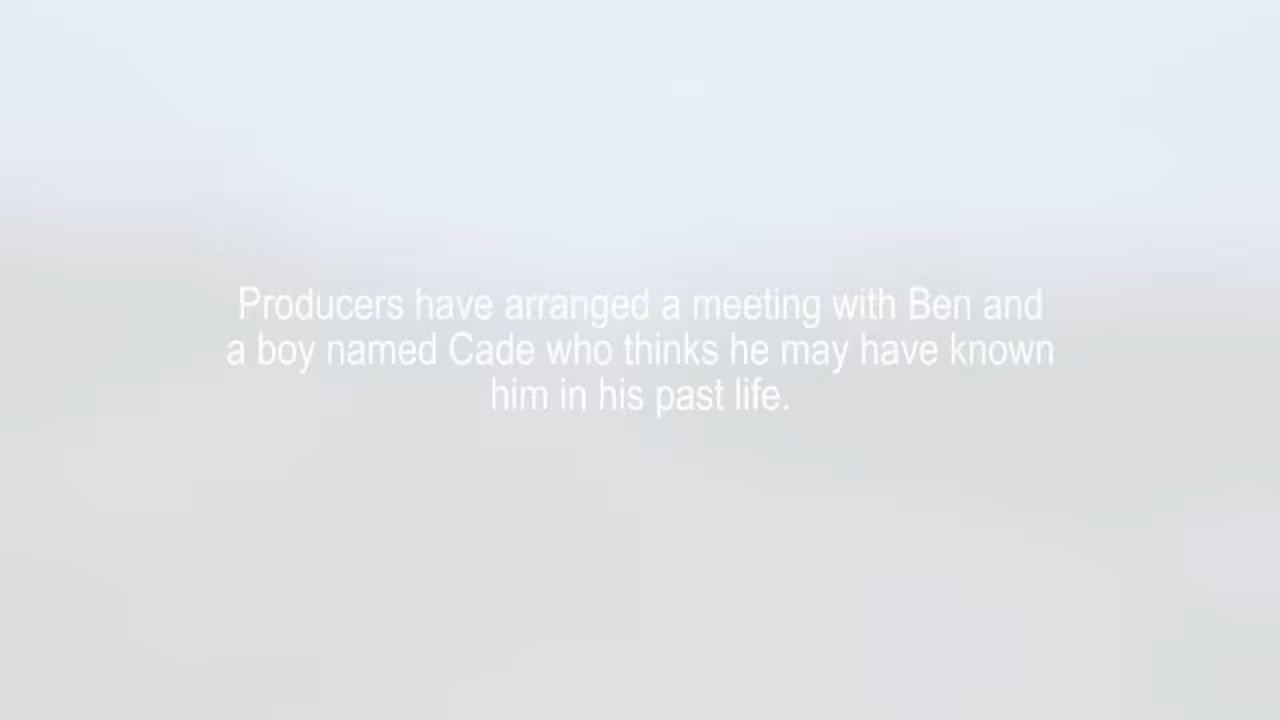 Producers have arranged a meeting with Ben and
a boy named Cade who thinks he may have known
him in his past life.